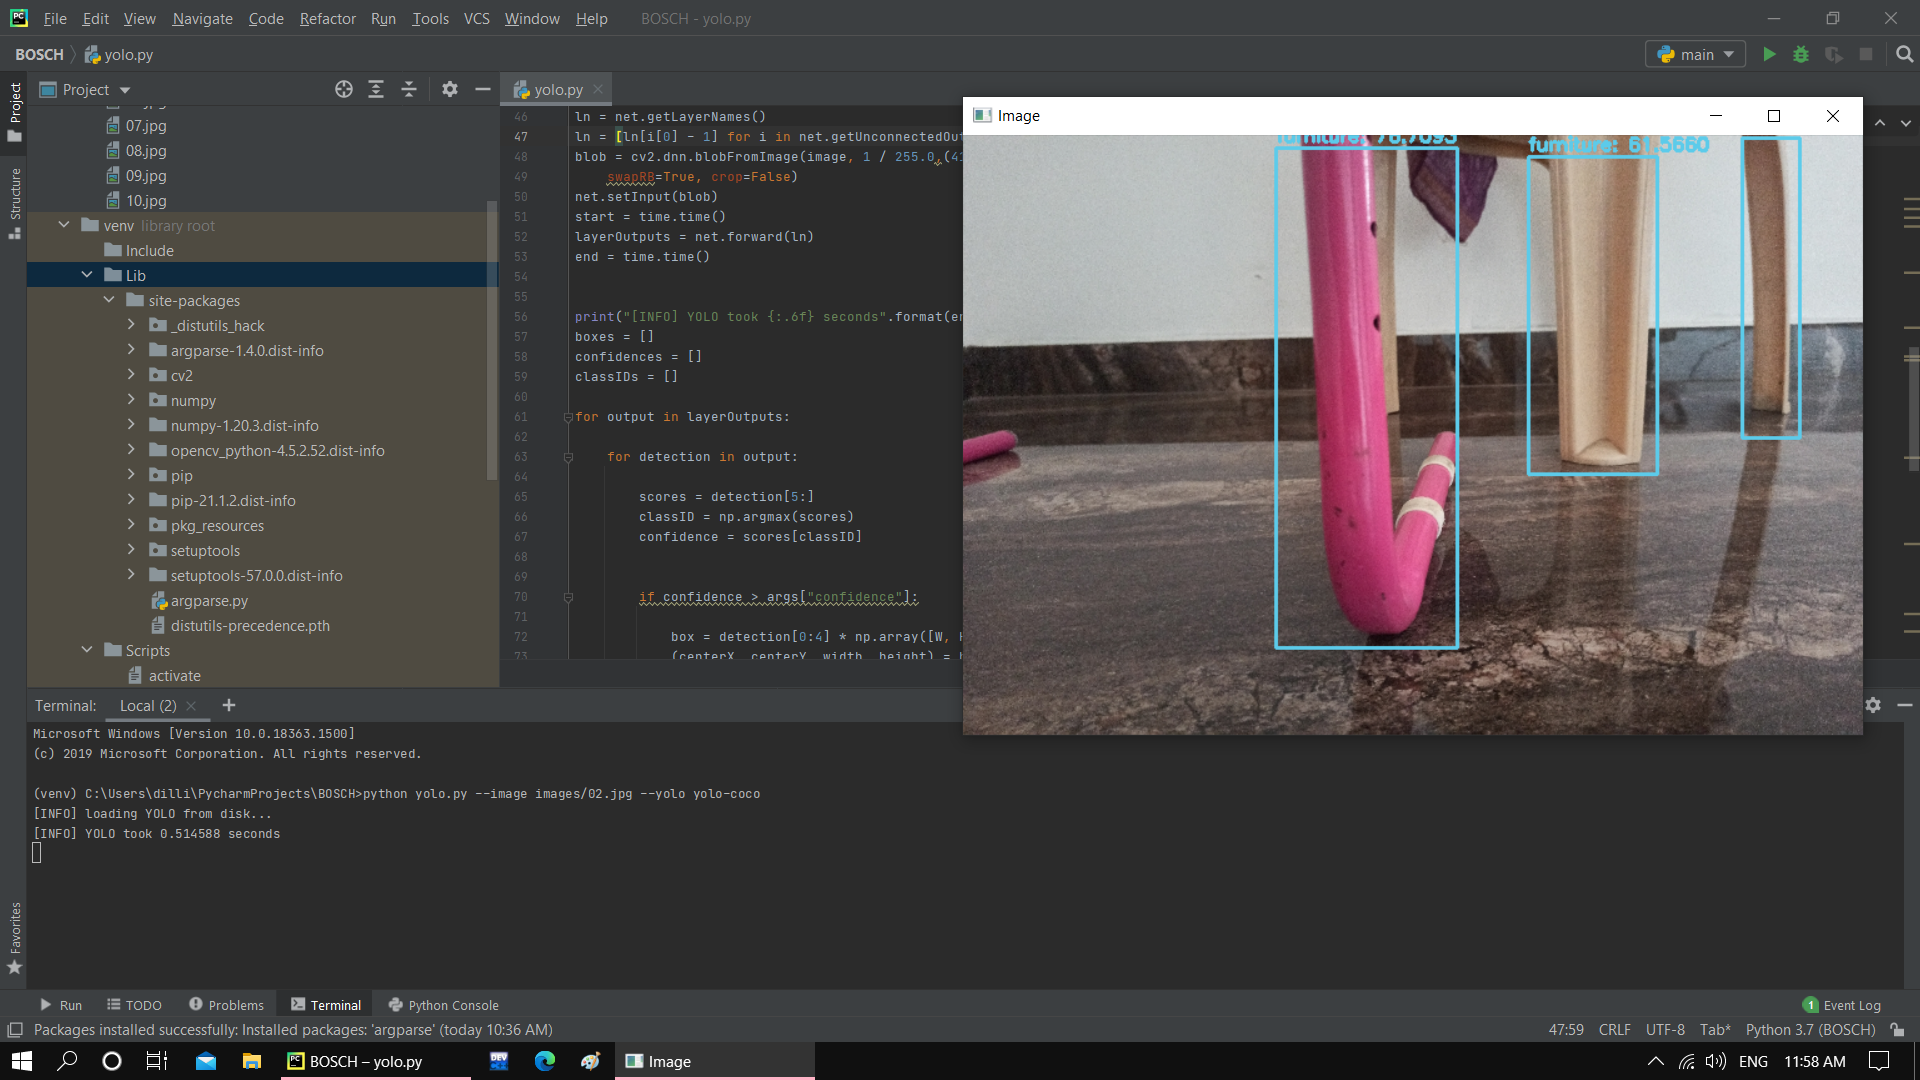 File Edit View Navigate Code Refactor Run Tools VCS Window Help BOSCH - yolo.py
BOSCH yolo.py main
Project
yolo.py
07.jpg
08.jpg
09.jpg
10.jpg
venv library root
Include
Lib
site-packages
_distutils_hack
argparse-1.4.0.dist-info
cv2
numpy
numpy-1.20.3.dist-info
opencv_python-4.5.2.52.dist-info
pip
pip-21.1.2.dist-info
pkg_resources
setuptools
setuptools-57.0.0.dist-info
argparse.py
distutils-precedence.pth
Scripts
activate
Project
Structure
Favorites
46 ln = net.getLayerNames()
47 ln = [ln[i[0] - 1] for i in net.getUnconnectedOu
48 blob = cv2.dnn.blobFromImage(image, 1 / 255.0,(41
49 swapRB=True, crop=False)
50 net.setInput(blob)
51 start = time.time()
52 layerOutputs = net.forward(ln)
53 end = time.time()
54
55
56 print("[INFO] YOLO took {:.6f} seconds".format(en
57 boxes = []
58 confidences = []
59 classIDs = []
60
61 for output in layerOutputs:
62
63 for detection in output:
64
65 scores = detection[5:]
66 classID = np.argmax(scores)
67 confidence = scores[classID]
68
69
70 if confidence > args["confidence"]:
71
72 box = detection[0:4] * np.array([W, H
73 (centerX, centerY, width, height) = b
Image
furniture: 78.7093
furniture: 61.5660
Terminal: Local (2)
Microsoft Windows [Version 10.0.18363.1500]
(c) 2019 Microsoft Corporation. All rights reserved.
(venv) C:\Users\dilli\PycharmProjects\BOSCH>python yolo.py --image images/02.jpg --yolo yolo-coco
[INFO] loading YOLO from disk...
[INFO] YOLO took 0.514588 seconds
Run TODO Problems Terminal Python Console 1 Event Log
Packages installed successfully: Installed packages: 'argparse' (today 10:36 AM) 47:59 CRLF UTF-8 Tab* Python 3.7 (BOSCH)
BOSCH – yolo.py DEV Image ENG 11:58 AM